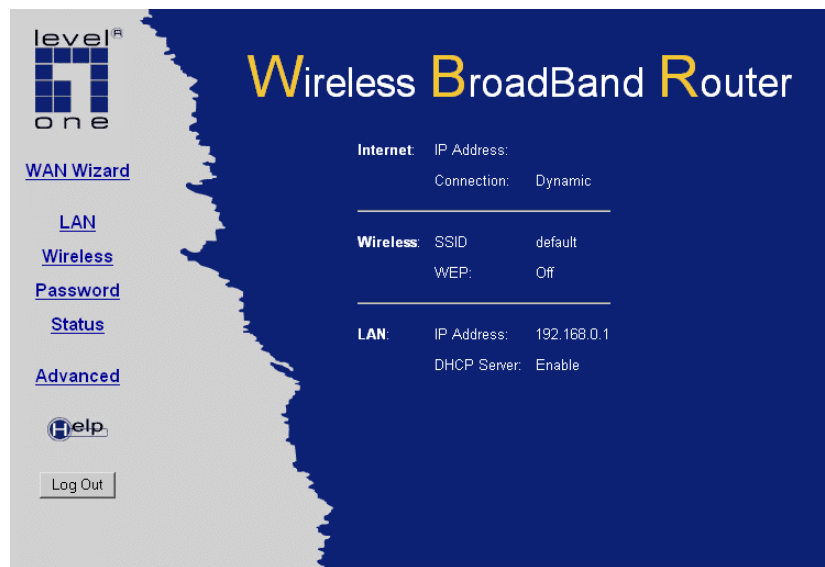 level®
one
WAN Wizard
LAN
Wireless
Password
Status
Advanced
Help
Log Out
Wireless BroadBand Router
Internet: IP Address:
Connection: Dynamic
Wireless: SSID default
WEP: Off
LAN: IP Address: 192.168.0.1
DHCP Server: Enable